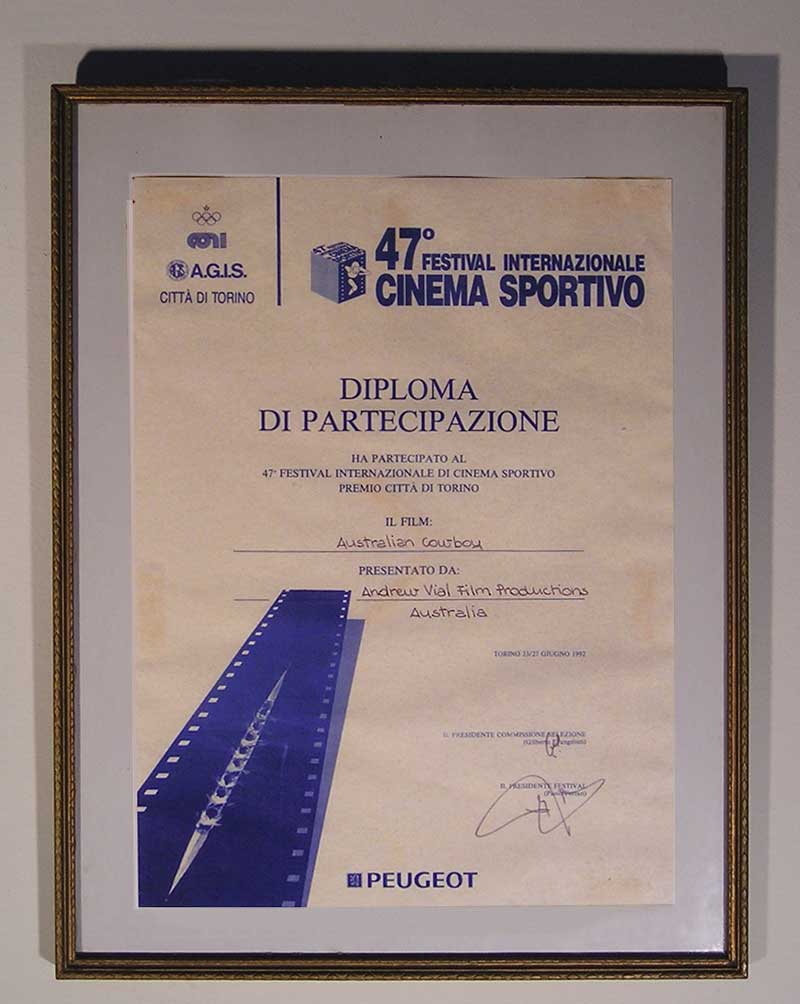 CONI
A.G.I.S.
CITTÀ DI TORINO
47° FESTIVAL INTERNAZIONALE
CINEMA SPORTIVO
DIPLOMA
DI PARTECIPAZIONE
HA PARTECIPATO AL
47° FESTIVAL INTERNAZIONALE DI CINEMA SPORTIVO
PREMIO CITTÀ DI TORINO
IL FILM:
Australian Cowboy
PRESENTATO DA:
Andrew Vial Film Productions
Australia
TORINO 23/27 GIUGNO 1992
IL PRESIDENTE COMMISSIONE SELEZIONE
IL PRESIDENTE FESTIVAL
PEUGEOT